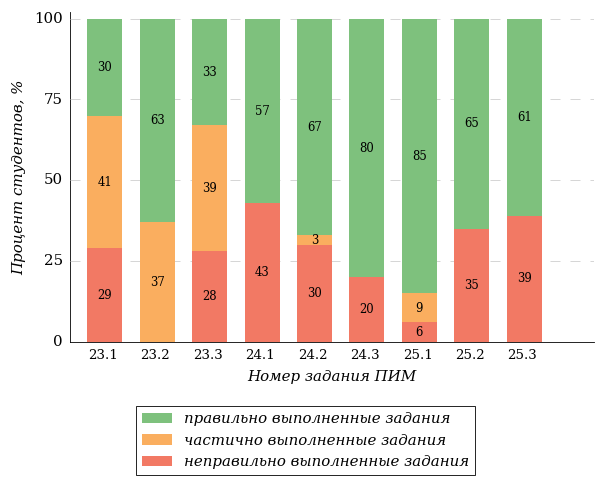 100
75
50
25
0
Процент студентов, %
30 63 33 57 67 80 85 65 61
41 37 39 3 9
29 28 43 30 20 6 35 39
23.1 23.2 23.3 24.1 24.2 24.3 25.1 25.2 25.3
Номер задания ПИМ
правильно выполненные задания
частично выполненные задания
неправильно выполненные задания